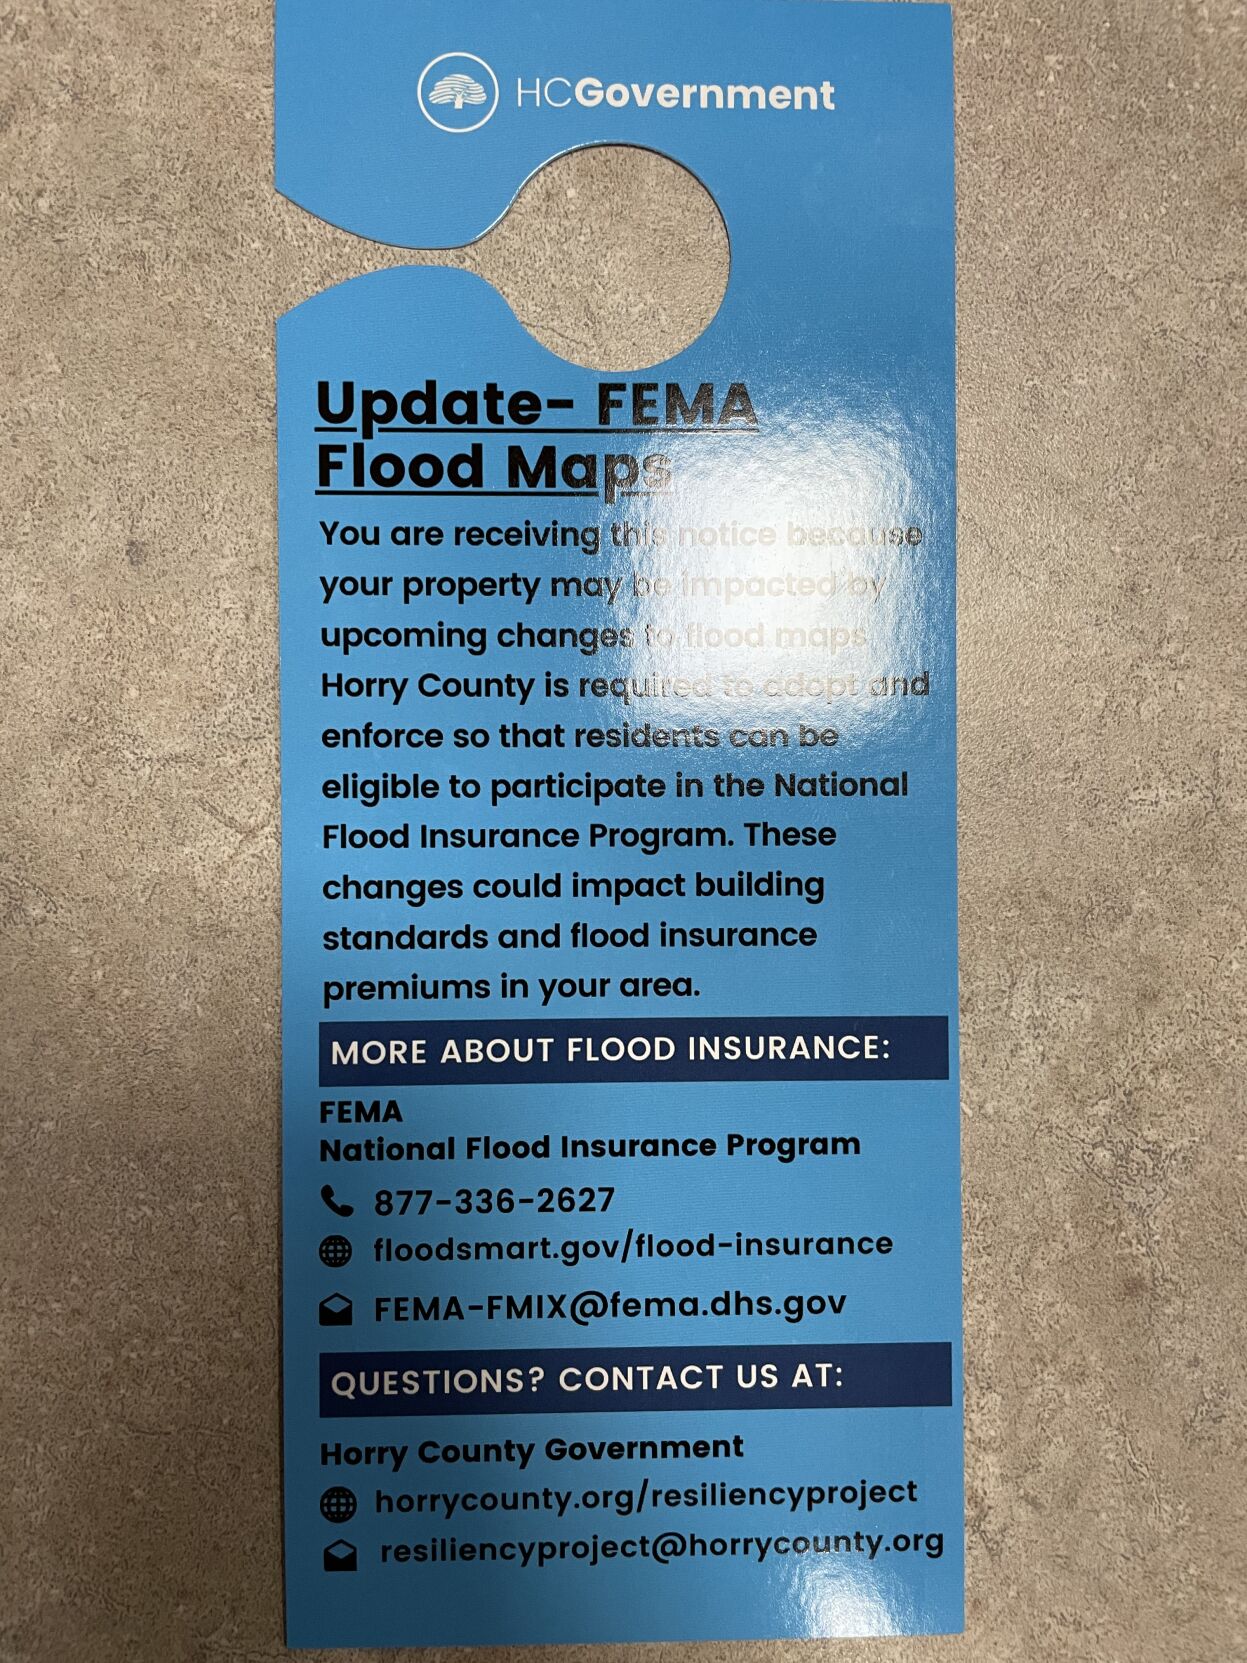 HCGovernment
Update- FEMA
Flood Maps
You are receiving this notice because
your property may be impacted by
upcoming changes to flood maps
Horry County is required to adopt and
enforce so that residents can be
eligible to participate in the National
Flood Insurance Program. These
changes could impact building
standards and flood insurance
premiums in your area.
MORE ABOUT FLOOD INSURANCE:
FEMA
National Flood Insurance Program
877-336-2627
floodsmart.gov/flood-insurance
FEMA-FMIX@fema.dhs.gov
QUESTIONS? CONTACT US AT:
Horry County Government
horrycounty.org/resiliencyproject
resiliencyproject@horrycounty.org